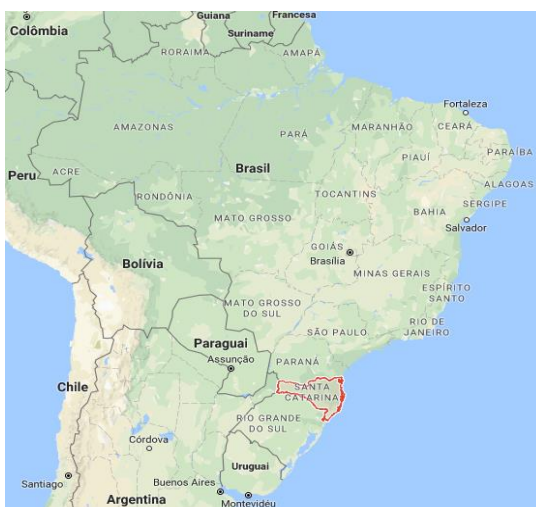 Guiana
Francesa
Colômbia
Suriname
RORAIMA
AMAPÁ
Fortaleza
AMAZONAS
PARÁ
MARANHÃO
CEARÁ
PARAÍBA
PIAUÍ
Peru
ACRE
Brasil
ALAGOAS
RONDÔNIA
TOCANTINS
SERGIPE
MATO GROSSO
BAHIA
Salvador
GOIÁS
Brasília
Bolívia
MINAS GERAIS
ESPÍRITO
SANTO
MATO GROSSO
DO SUL
RIO DE
JANEIRO
SÃO PAULO
Paraguai
Assunção
PARANÁ
Chile
SANTA
CATARINA
RIO GRANDE
DO SUL
Córdova
Uruguai
Santiago
Buenos Aires
Argentina
Montevidéu